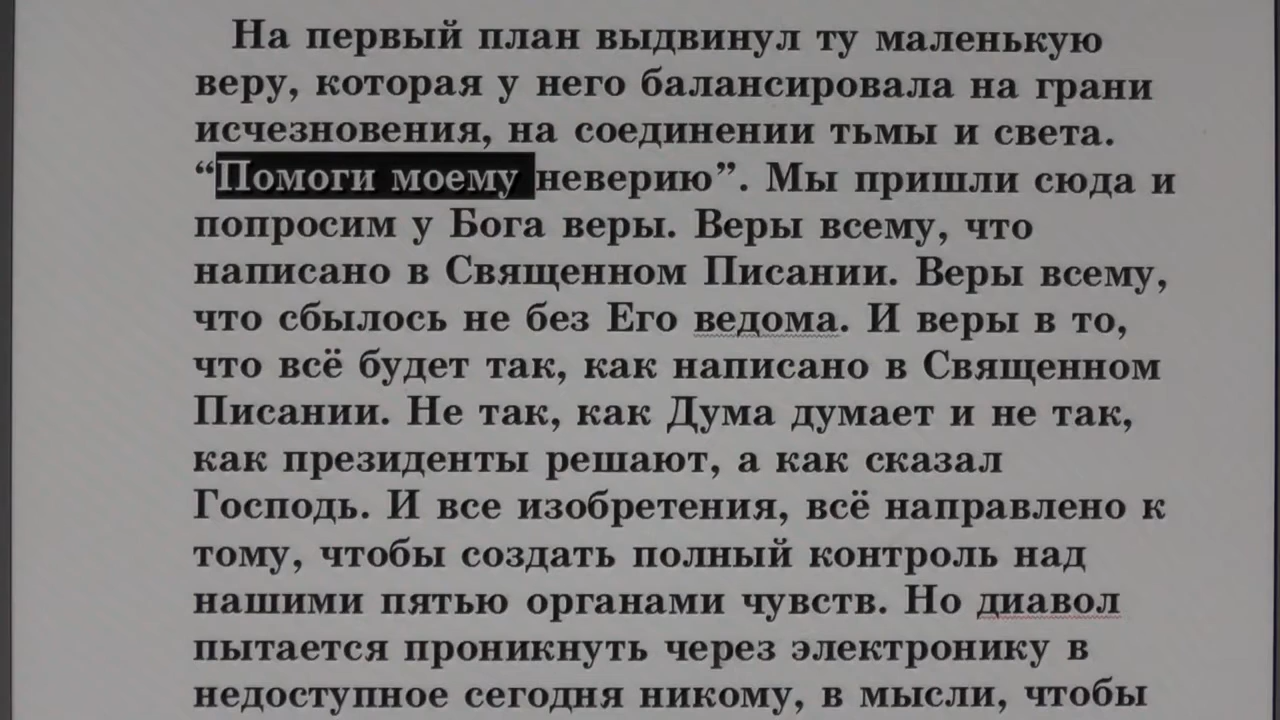 На первый план выдвинул ту маленькую
веру, которая у него балансировала на грани
исчезновения, на соединении тьмы и света.
“Помоги моему неверию”. Мы пришли сюда и
попросим у Бога веры. Веры всему, что
написано в Священном Писании. Веры всему,
что сбылось не без Его ведома. И веры в то,
что всё будет так, как написано в Священном
Писании. Не так, как Дума думает и не так,
как президенты решают, а как сказал
Господь. И все изобретения, всё направлено к
тому, чтобы создать полный контроль над
нашими пятью органами чувств. Но диавол
пытается проникнуть через электронику в
недоступное сегодня никому, в мысли, чтобы